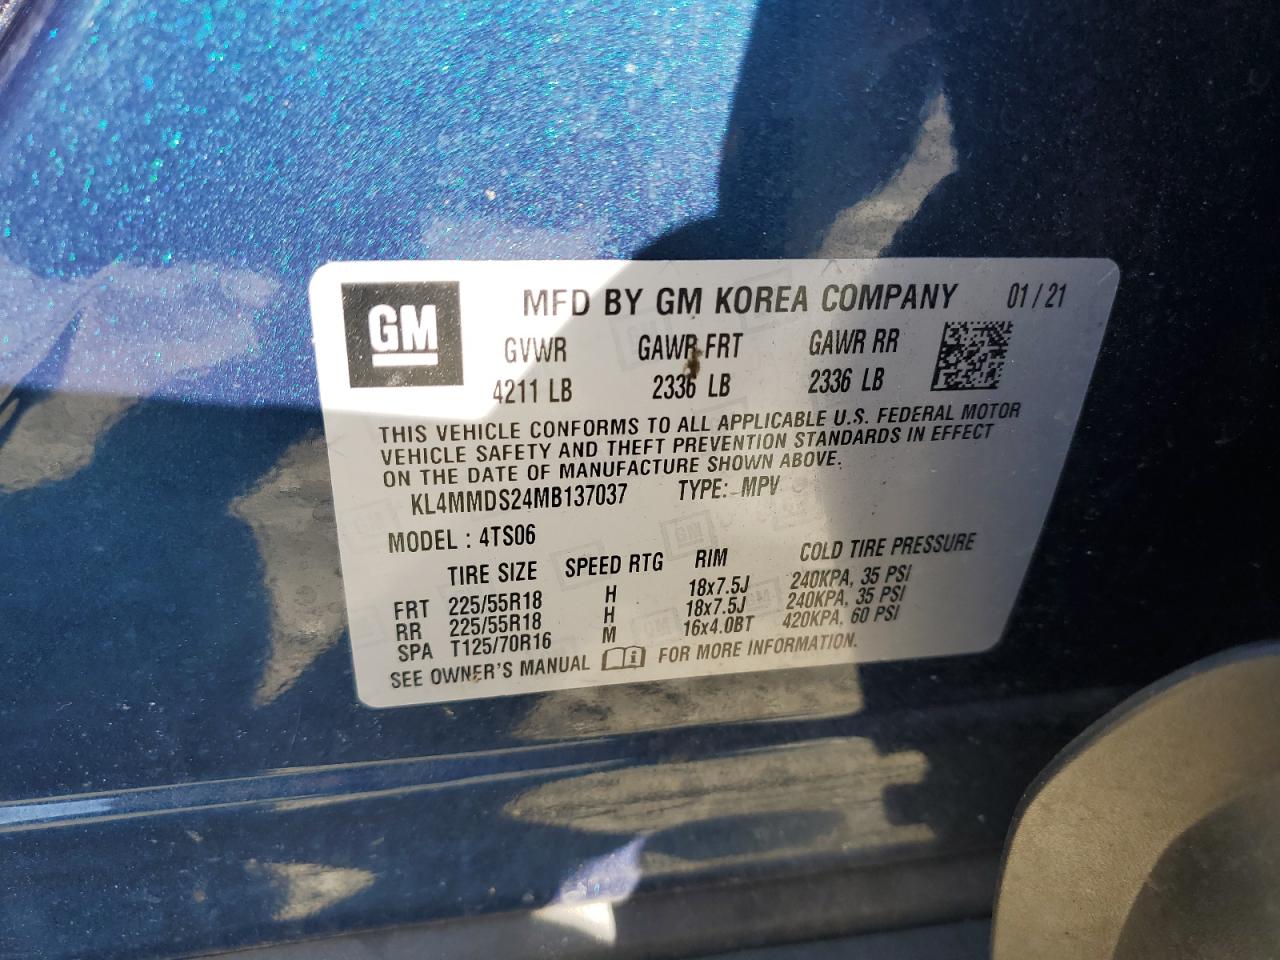 GM
MFD BY GM KOREA COMPANY 01/21
GVWR GAWR FRT GAWR RR
4211 LB 2336 LB 2336 LB
THIS VEHICLE CONFORMS TO ALL APPLICABLE U.S. FEDERAL MOTOR
VEHICLE SAFETY AND THEFT PREVENTION STANDARDS IN EFFECT
ON THE DATE OF MANUFACTURE SHOWN ABOVE.
KL4MMDS24MB137037 TYPE: MPV
MODEL : 4TS06
TIRE SIZE SPEED RTG RIM COLD TIRE PRESSURE
FRT 225/55R18 H 18x7.5J 240KPA, 35 PSI
RR 225/55R18 H 18x7.5J 240KPA, 35 PSI
SPA T125/70R16 M 16x4.0BT 420KPA, 60 PSI
SEE OWNER'S MANUAL FOR MORE INFORMATION.